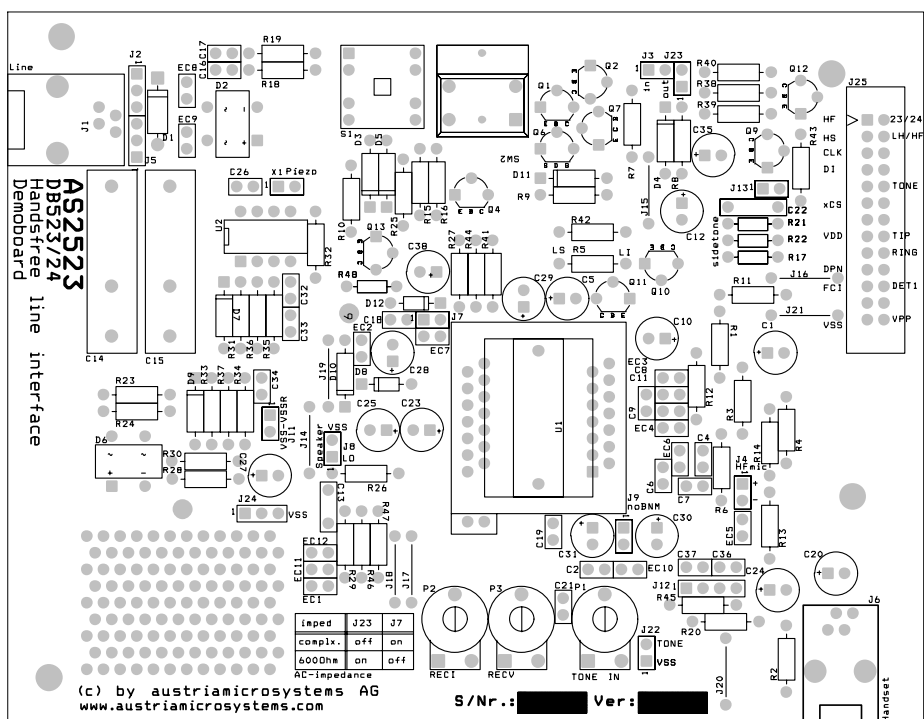 C17
C16
R19
R18
J2
EC8
D2
Line
J1
D1
EC9
J5
S1
Q2
Q1
Q7
Q6
SW2
J3
J23
in
out
R40
R38
R39
Q12
J25
HF
23/24
HS
LH/HF
CLK
DI
TONE
xCS
VDD
TIP
RING
DPN
FCI
DET1
VSS
VPP
C35
Q9
R43
R7
D4
R8
J13
C22
R21
R22
R17
sidetone
J16
J21
D11
R9
J15
C12
C26
X1
Piezo
D3
D5
R10
R25
R15
R16
Q4
U2
R32
Q13
C38
R27
R44
R41
R48
R42
LS
R5
LI
Q10
Q11
C29
C5
R11
D12
C18
J7
EC7
EC2
C32
C33
D7
R31
R36
R35
C14
C15
AS2523
DB523/24
Handsfree line interface
Demoboard
J19
D10
D8
C28
C10
EC3
C8
C11
C9
EC4
R12
R1
C1
R3
R14
R4
R23
R24
D9
R33
R37
R34
C34
VSS-VSSR
J11
J14
C25
C23
VSS
J8
LO
Speaker
U1
D6
R30
R28
C27
R26
EC6
C6
C4
C7
R6
J4
HFmic
EC5
R13
J24
VSS
C13
R47
J9
noBNM
C19
C31
C30
EC12
EC11
EC1
R29
R46
J18
J17
C2
EC10
C37
C36
J12
R45
R20
C24
C20
J6
P2
P3
C21
P1
RECI
RECV
TONE IN
J22
TONE
VSS
J20
R2
Handset
imped J23 J7
complx. off on
600Ohm on off
AC-impedance
(c) by austriamicrosystems AG
www.austriamicrosystems.com
S/Nr.:
Ver: